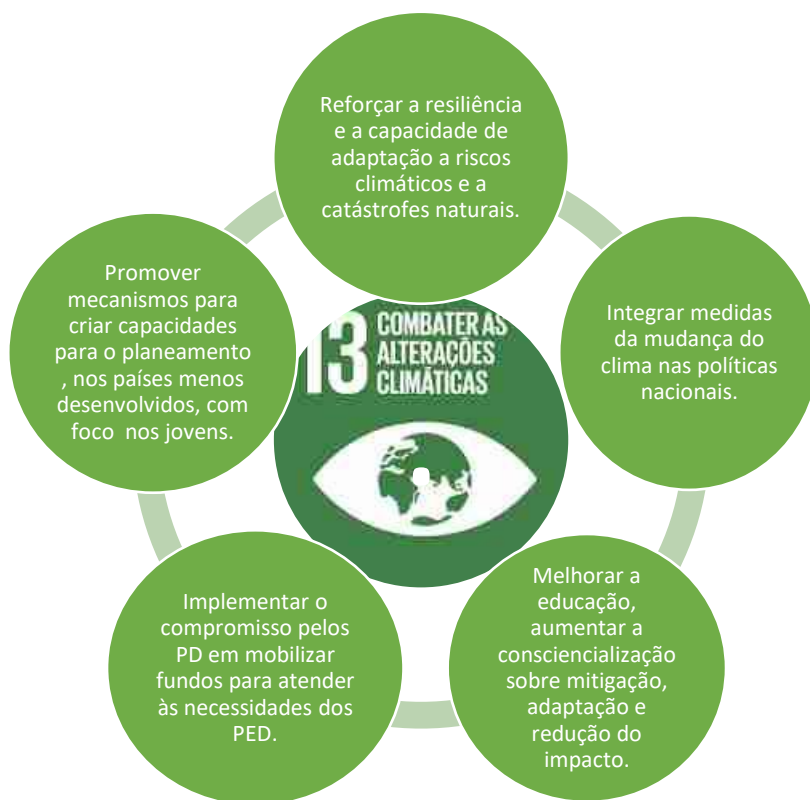 Reforçar a resiliência
e a capacidade de
adaptação a riscos
climáticos e a
catástrofes naturais.
Integrar medidas
da mudança do
clima nas políticas
nacionais.
Melhorar a
educação,
aumentar a
consciencialização
sobre mitigação,
adaptação e
redução do
impacto.
Implementar o
compromisso pelos
PD em mobilizar
fundos para atender
às necessidades dos
PED.
Promover
mecanismos para
criar capacidades
para o planeamento
, nos países menos
desenvolvidos, com
foco nos jovens.
13 COMBATER AS
ALTERAÇÕES
CLIMÁTICAS